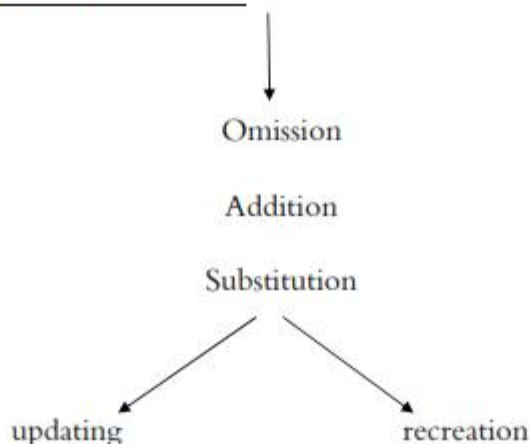 Omission
Addition
Substitution
updating recreation